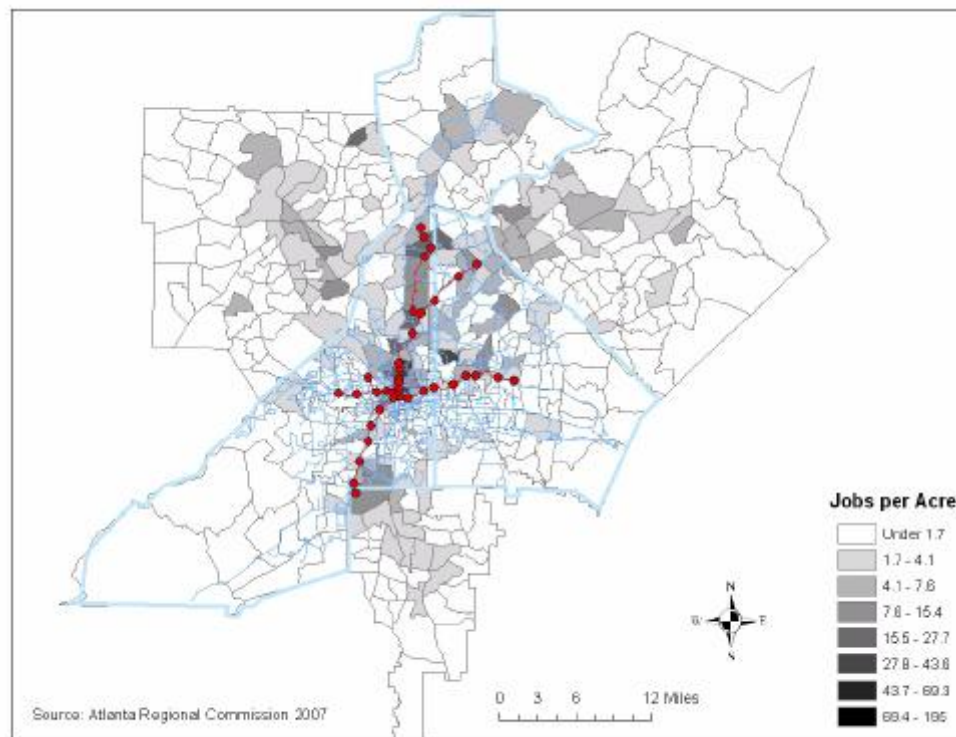 Jobs per Acre
Under 1.7
1.7 - 4.1
4.1 - 7.6
7.6 - 15.4
15.5 - 27.7
27.8 - 43.6
43.7 - 69.3
69.4 - 195
N
W E
S
0 3 6 12 Miles
Source: Atlanta Regional Commission 2007